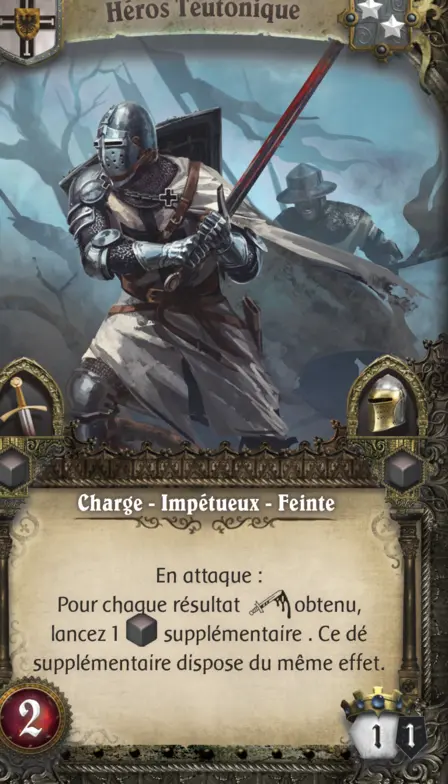 Héros Teutonique
Charge - Impétueux - Feinte
En attaque :
Pour chaque résultat obtenu,
lancez 1 supplémentaire . Ce dé
supplémentaire dispose du même effet.
2
1 1